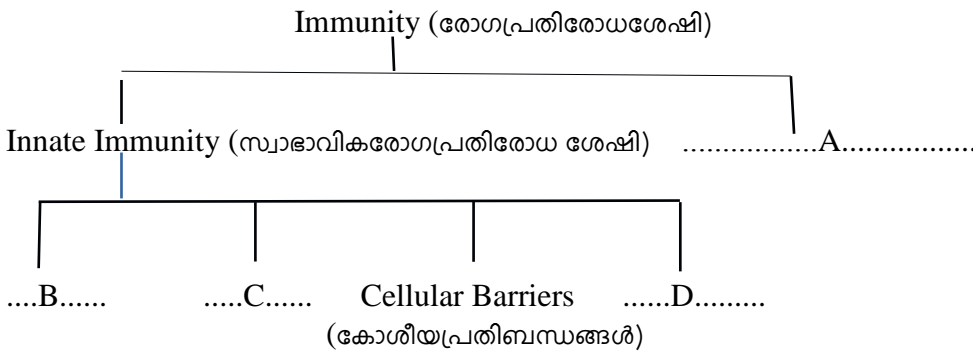 Immunity (രോഗപ്രതിരോധശേഷി)
Innate Immunity (സ്വാഭാവികരോഗപ്രതിരോധ ശേഷി) .................A................
....B...... .....C...... Cellular Barriers ......D.........
(കോശീയപ്രതിബന്ധങ്ങൾ)